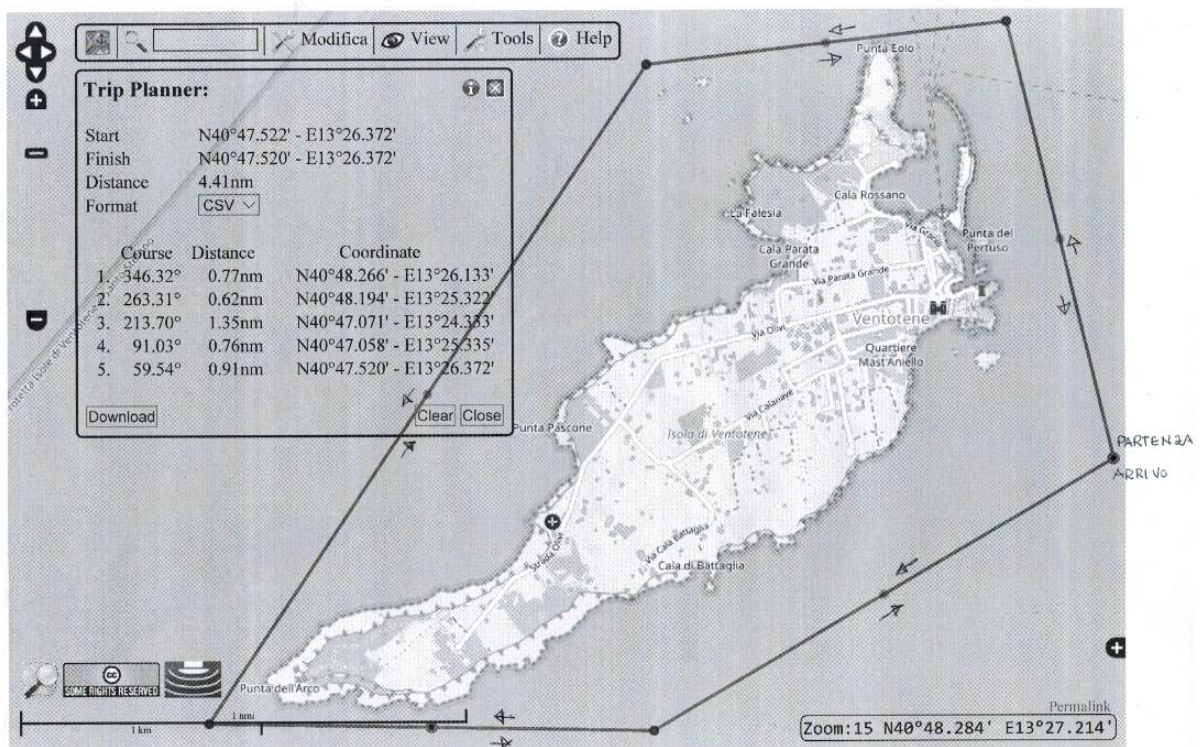 Modifica View Tools Help
Trip Planner:
Start N40°47.522' - E13°26.372'
Finish N40°47.520' - E13°26.372'
Distance 4.41nm
Format CSV
Course Distance Coordinate
1. 346.32° 0.77nm N40°48.266' - E13°26.133'
2. 263.31° 0.62nm N40°48.194' - E13°25.322'
3. 213.70° 1.35nm N40°47.071' - E13°24.333'
4. 91.03° 0.76nm N40°47.058' - E13°25.335'
5. 59.54° 0.91nm N40°47.520' - E13°26.372'
Download Clear Close
Punta Eolo
Cala Rossano
La Falesia
Via Granili
Punta del
Pertuso
Cala Parata
Grande
Via Parata Grande
Ventotene
Via Olivi
Quartiere
Mast'Aniello
Via Calanave
Punta Pascone
Isola di Ventotene
PARTENZA
ARRIVO
Strada Olivi
Via Cala Battaglia
Cala di Battaglia
Punta dell'Arco
cc
SOME RIGHTS RESERVED
1 nmi
1 km
Permalink
Zoom:15 N40°48.284' E13°27.214'